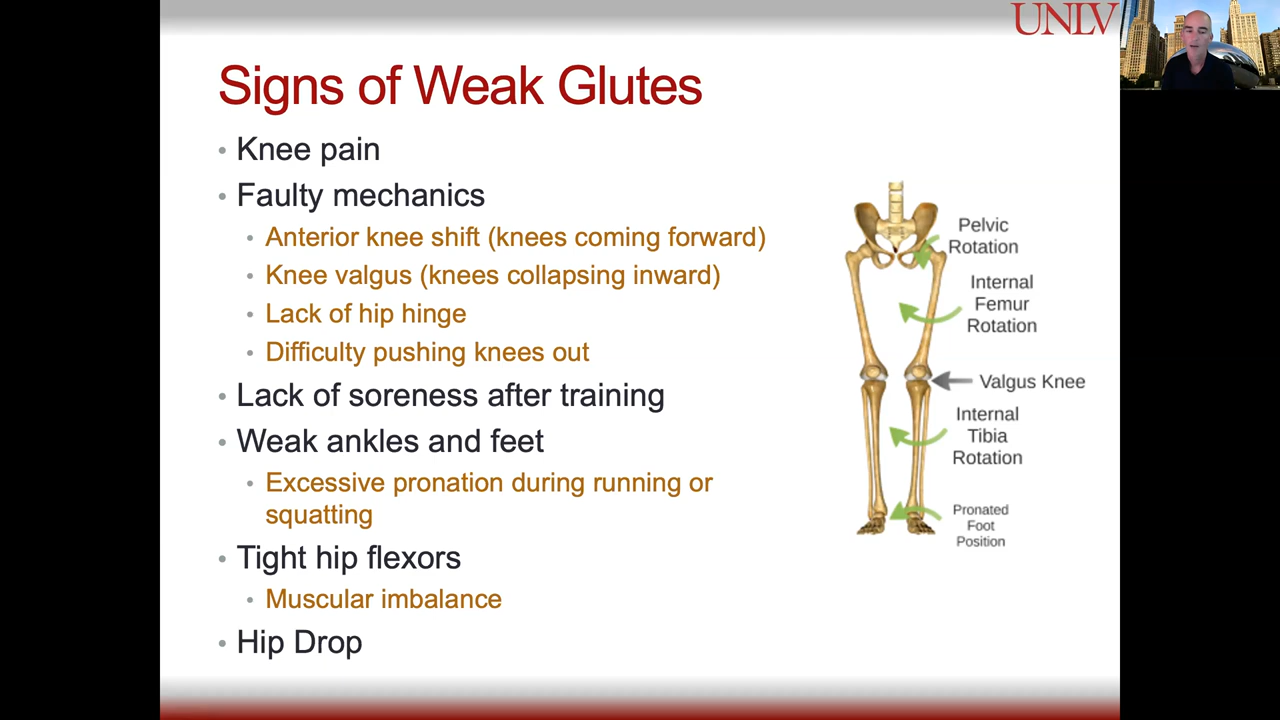 UNLV
Signs of Weak Glutes
• Knee pain
• Faulty mechanics
• Anterior knee shift (knees coming forward)
• Knee valgus (knees collapsing inward)
• Lack of hip hinge
• Difficulty pushing knees out
• Lack of soreness after training
• Weak ankles and feet
• Excessive pronation during running or
squatting
• Tight hip flexors
• Muscular imbalance
• Hip Drop
Pelvic
Rotation
Internal
Femur
Rotation
Valgus Knee
Internal
Tibia
Rotation
Pronated
Foot
Position